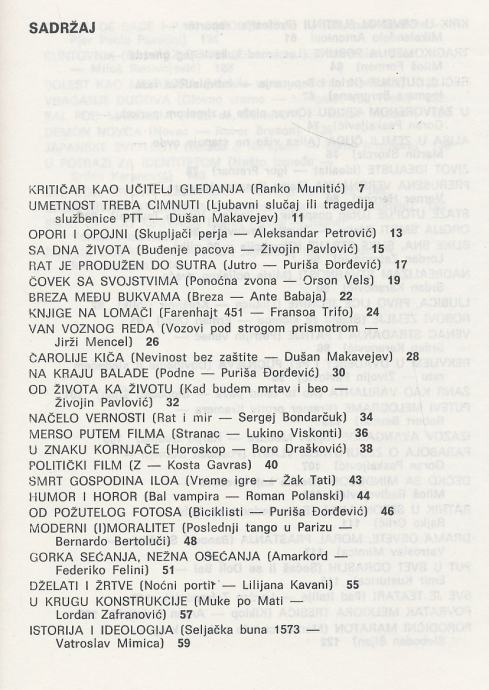 SADRŽAJ
KRITIČAR KAO UČITELJ GLEDANJA (Ranko Munitić) 7
UMETNOST TREBA CIMNUTI (Ljubavni slučaj ili tragedija
službenice PTT — Dušan Makavejev) 11
OPORI I OPOJNI (Skupljači perja — Aleksandar Petrović) 13
SA DNA ŽIVOTA (Buđenje pacova — Živojin Pavlović) 15
RAT JE PRODUŽEN DO SUTRA (Jutro — Puriša Đorđević) 17
ČOVEK SA SVOJSTVIMA (Ponoćna zvona — Orson Vels) 19
BREZA MEĐU BUKVAMA (Breza — Ante Babaja) 22
KNJIGE NA LOMAČI (Farenhajt 451 — Fransoa Trifo) 24
VAN VOZNOG REDA (Vozovi pod strogom prismotrom —
Jirži Mencel) 26
ČAROLIJE KIČA (Nevinost bez zaštite — Dušan Makavejev) 28
NA KRAJU BALADE (Podne — Puriša Đorđević) 30
OD ŽIVOTA KA ŽIVOTU (Kad budem mrtav i beo —
Živojin Pavlović) 32
NAČELO VERNOSTI (Rat i mir — Sergej Bondarčuk) 34
MERSO PUTEM FILMA (Stranac — Lukino Viskonti) 36
U ZNAKU KORNJAČE (Horoskop — Boro Drašković) 38
POLITIČKI FILM (Z — Kosta Gavras) 40
SMRT GOSPODINA ILOA (Vreme igre — Žak Tati) 43
HUMOR I HOROR (Bal vampira — Roman Polanski) 44
OD POŽUTELOG FOTOSA (Biciklisti — Puriša Đorđević) 46
MODERNI (I)MORALITET (Poslednji tango u Parizu —
Bernardo Bertoluči) 48
GORKA SEĆANJA, NEŽNA OSEĆANJA (Amarkord —
Federiko Felini) 51
DŽELATI I ŽRTVE (Noćni portir — Lilijana Kavani) 55
U KRUGU KONSTRUKCIJE (Muke po Mati —
Lordan Zafranović) 57
ISTORIJA I IDEOLOGIJA (Seljačka buna 1573 —
Vatroslav Mimica) 59